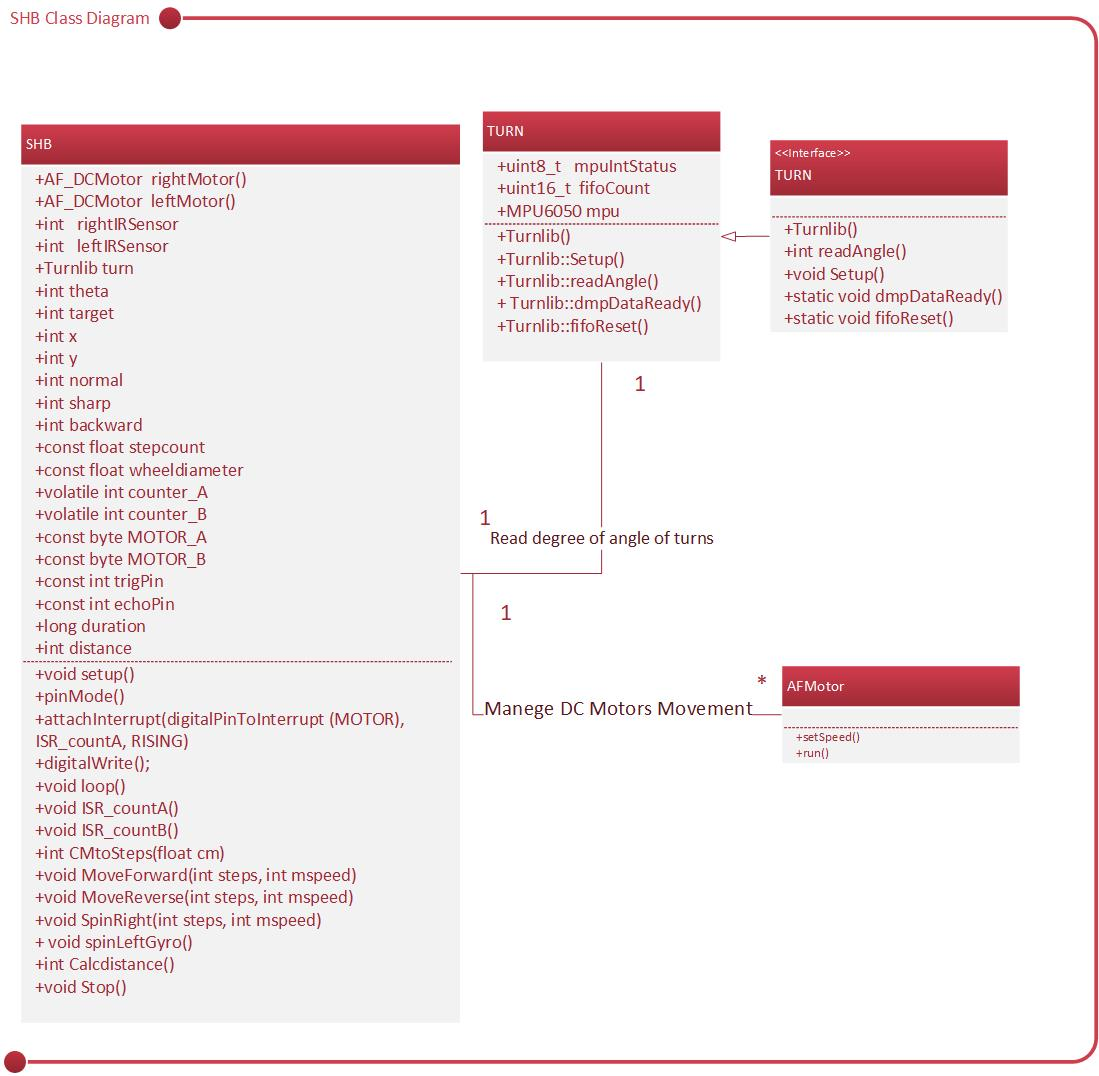 SHB Class Diagram
SHB
+AF_DCMotor rightMotor()
+AF_DCMotor leftMotor()
+int rightIRSensor
+int leftIRSensor
+Turnlib turn
+int theta
+int target
+int x
+int y
+int normal
+int sharp
+int backward
+const float stepcount
+const float wheeldiameter
+volatile int counter_A
+volatile int counter_B
+const byte MOTOR_A
+const byte MOTOR_B
+const int trigPin
+const int echoPin
+long duration
+int distance
+void setup()
+pinMode()
+attachInterrupt(digitalPinToInterrupt (MOTOR),
ISR_countA, RISING)
+digitalWrite();
+void loop()
+void ISR_countA()
+void ISR_countB()
+int CMtoSteps(float cm)
+void MoveForward(int steps, int mspeed)
+void MoveReverse(int steps, int mspeed)
+void SpinRight(int steps, int mspeed)
+ void spinLeftGyro()
+int Calcdistance()
+void Stop()
TURN
+uint8_t mpuIntStatus
+uint16_t fifoCount
+MPU6050 mpu
+Turnlib()
+Turnlib::Setup()
+Turnlib::readAngle()
+ Turnlib::dmpDataReady()
+Turnlib::fifoReset()
<<Interface>>
TURN
+Turnlib()
+int readAngle()
+void Setup()
+static void dmpDataReady()
+static void fifoReset()
1
1
Read degree of angle of turns
1
*
Manege DC Motors Movement
AFMotor
+setSpeed()
+run()